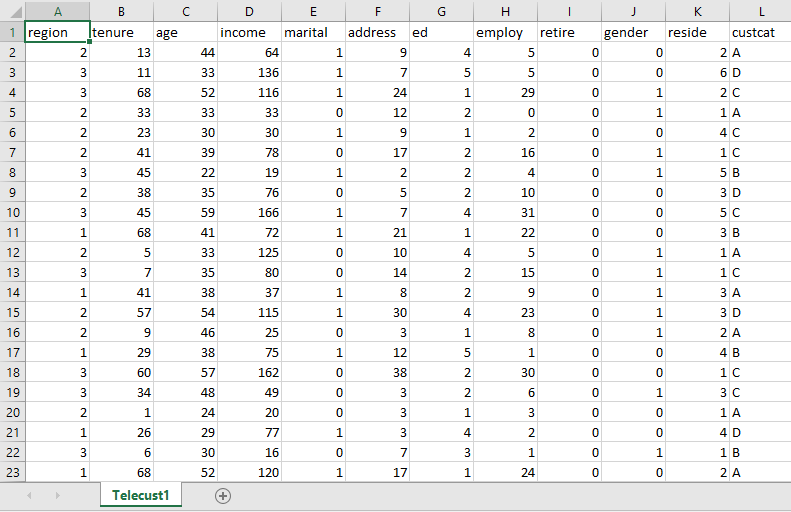 A B C D E F G H I J K L
1 region tenure age income marital address ed employ retire gender reside custcat
2 2 13 44 64 1 9 4 5 0 0 2 A
3 3 11 33 136 1 7 5 5 0 0 6 D
4 3 68 52 116 1 24 1 29 0 1 2 C
5 2 33 33 33 0 12 2 0 0 1 1 A
6 2 23 30 30 1 9 1 2 0 0 4 C
7 2 41 39 78 0 17 2 16 0 1 1 C
8 3 45 22 19 1 2 2 4 0 1 5 B
9 2 38 35 76 0 5 2 10 0 0 3 D
10 3 45 59 166 1 7 4 31 0 0 5 C
11 1 68 41 72 1 21 1 22 0 0 3 B
12 2 5 33 125 0 10 4 5 0 1 1 A
13 3 7 35 80 0 14 2 15 0 1 1 C
14 1 41 38 37 1 8 2 9 0 1 3 A
15 2 57 54 115 1 30 4 23 0 1 3 D
16 2 9 46 25 0 3 1 8 0 1 2 A
17 1 29 38 75 1 12 5 1 0 0 4 B
18 3 60 57 162 0 38 2 30 0 0 1 C
19 3 34 48 49 0 3 2 6 0 1 3 C
20 2 1 24 20 0 3 1 3 0 0 1 A
21 1 26 29 77 1 3 4 2 0 0 4 D
22 3 6 30 16 0 7 3 1 0 1 1 B
23 1 68 52 120 1 17 1 24 0 0 2 A
Telecust1